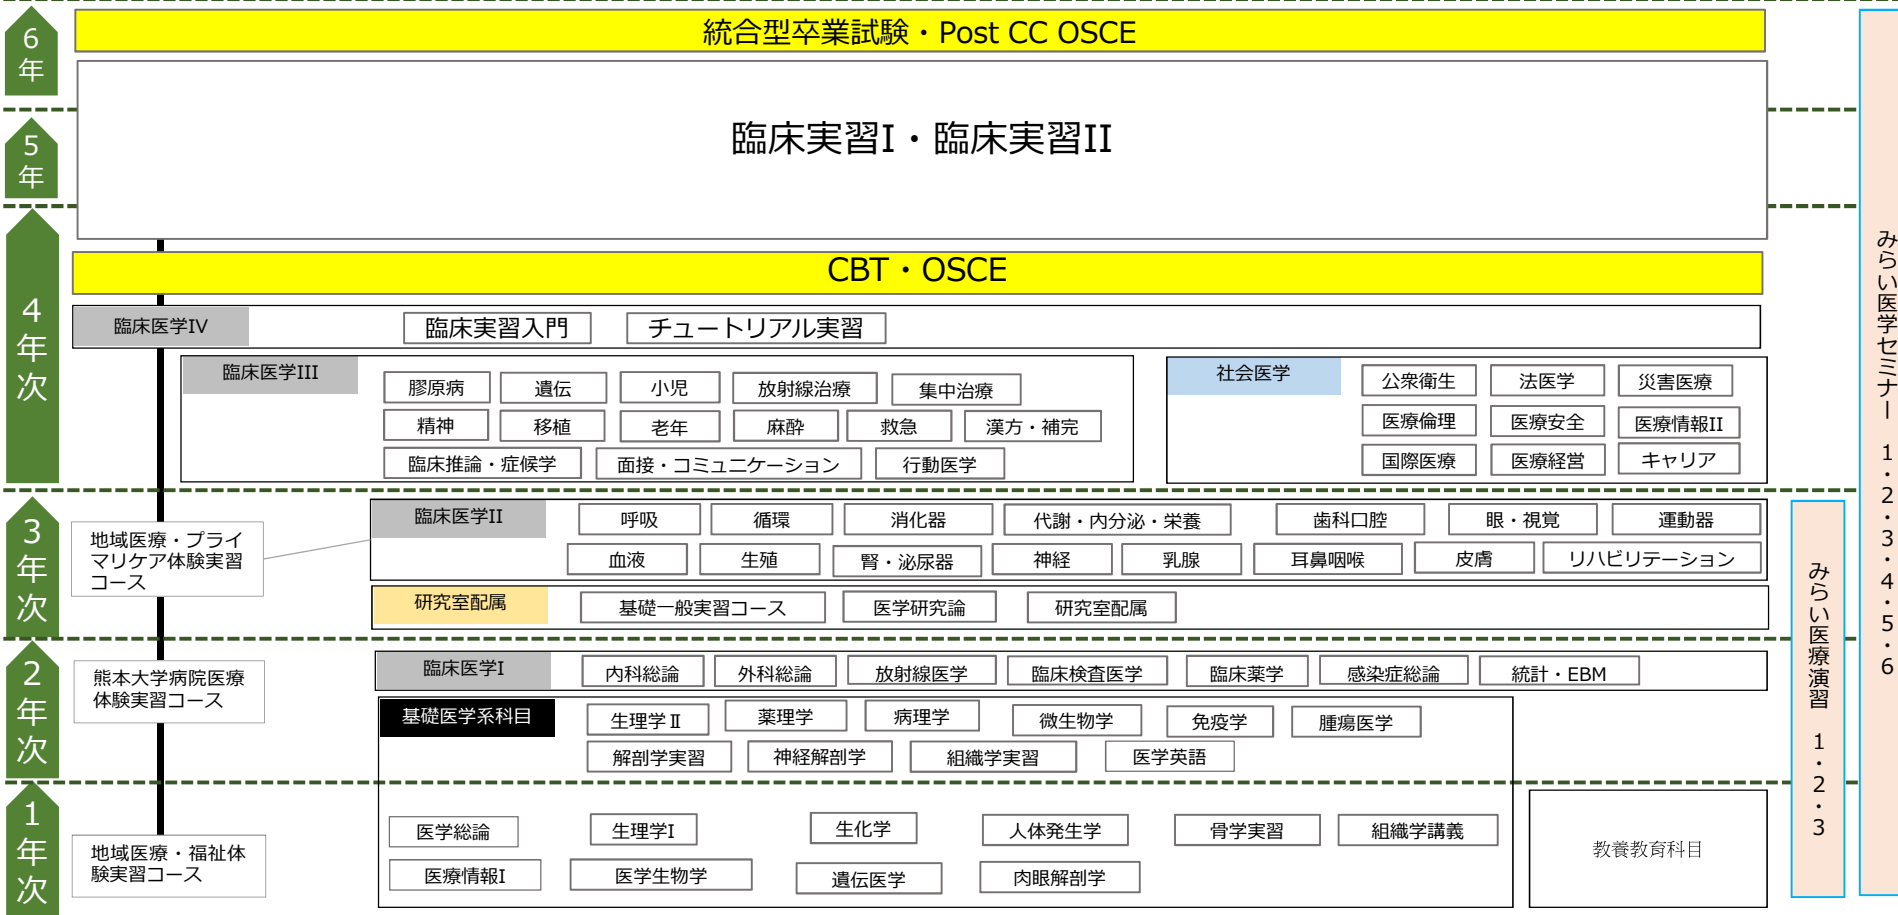 6
年
統合型卒業試験・Post CC OSCE
5
年
臨床実習I・臨床実習II
4
年
次
CBT・OSCE
臨床医学IV
臨床実習入門
チュートリアル実習
臨床医学III
膠原病
遺伝
小児
放射線治療
集中治療
精神
移植
老年
麻酔
救急
漢方・補完
臨床推論・症候学
面接・コミュニケーション
行動医学
社会医学
公衆衛生
法医学
災害医療
医療倫理
医療安全
医療情報II
国際医療
医療経営
キャリア
3
年
次
地域医療・プライ
マリケア体験実習
コース
臨床医学II
呼吸
循環
消化器
代謝・内分泌・栄養
歯科口腔
眼・視覚
運動器
血液
生殖
腎・泌尿器
神経
乳腺
耳鼻咽喉
皮膚
リハビリテーション
研究室配属
基礎一般実習コース
医学研究論
研究室配属
2
年
次
熊本大学病院医療
体験実習コース
臨床医学I
内科総論
外科総論
放射線医学
臨床検査医学
臨床薬学
感染症総論
統計・EBM
基礎医学系科目
生理学Ⅱ
薬理学
病理学
微生物学
免疫学
腫瘍医学
解剖学実習
神経解剖学
組織学実習
医学英語
1
年
次
地域医療・福祉体
験実習コース
医学総論
生理学I
生化学
人体発生学
骨学実習
組織学講義
医療情報I
医学生物学
遺伝医学
肉眼解剖学
教養教育科目
みらい医療演習 1・2・3
みらい医学セミナー 1・2・3・4・5・6